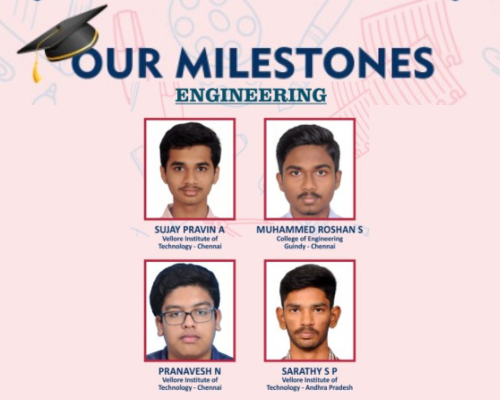 OUR MILESTONES
ENGINEERING
SUJAY PRAVIN A
Vellore Institute of
Technology - Chennai
MUHAMMED ROSHAN S
College of Engineering
Guindy - Chennai
PRANAVESH N
Vellore Institute of
Technology - Chennai
SARATHY S P
Vellore Institute of
Technology - Andhra Pradesh